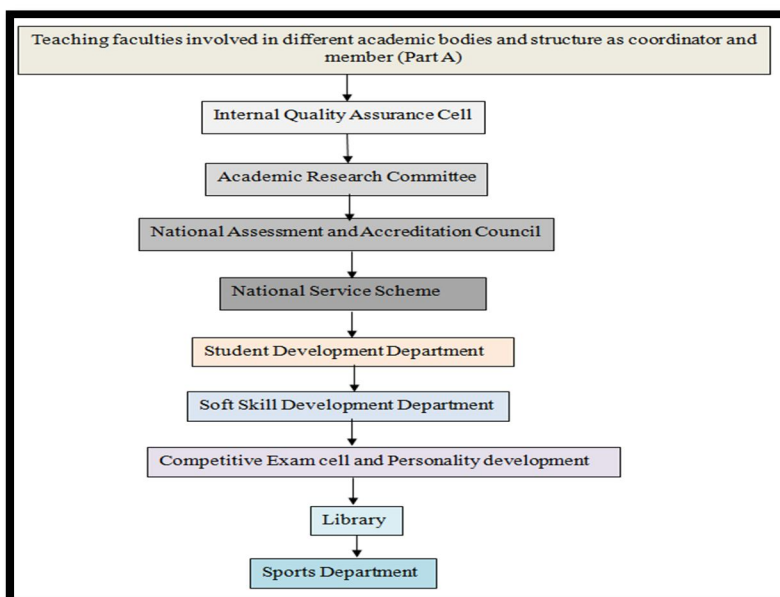 Teaching faculties involved in different academic bodies and structure as coordinator and
member (Part A)
Internal Quality Assurance Cell
Academic Research Committee
National Assessment and Accreditation Council
National Service Scheme
Student Development Department
Soft Skill Development Department
Competitive Exam cell and Personality development
Library
Sports Department